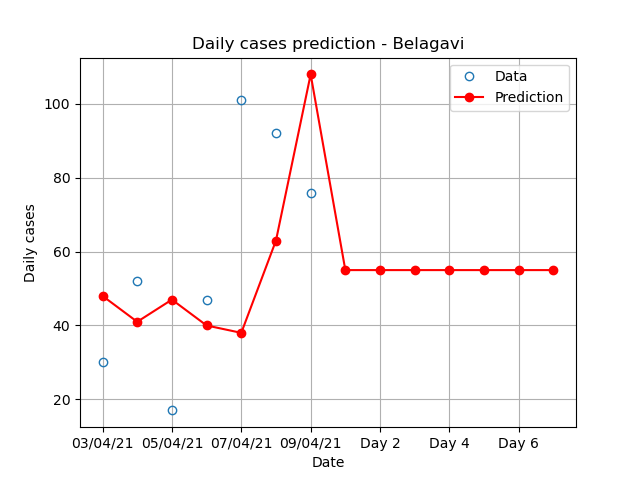 Daily cases prediction - Belagavi
Data
Prediction
100
80
60
40
20
Daily cases
03/04/21 05/04/21 07/04/21 09/04/21 Day 2 Day 4 Day 6
Date